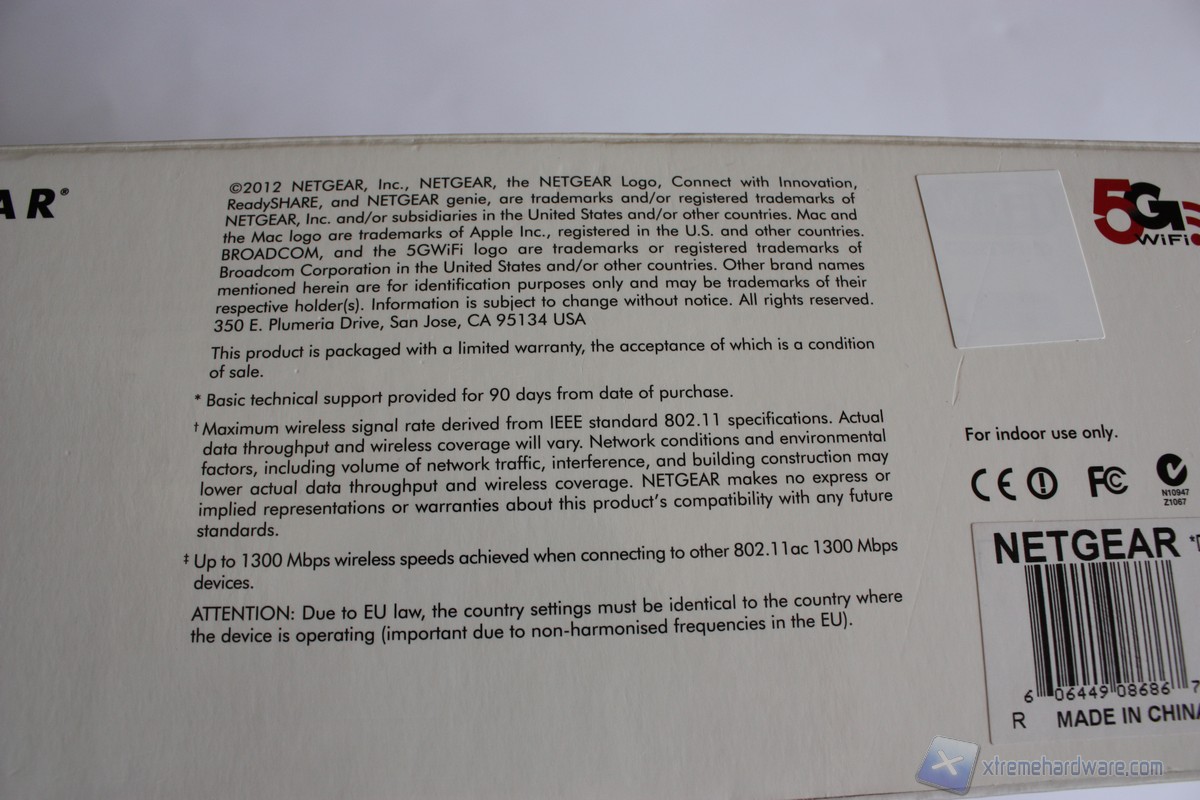 AR®
©2012 NETGEAR, Inc., NETGEAR, the NETGEAR Logo, Connect with Innovation,
ReadySHARE, and NETGEAR genie, are trademarks and/or registered trademarks of
NETGEAR, Inc. and/or subsidiaries in the United States and/or other countries. Mac and
the Mac logo are trademarks of Apple Inc., registered in the U.S. and other countries.
BROADCOM, and the 5GWiFi logo are trademarks or registered trademarks of
Broadcom Corporation in the United States and/or other countries. Other brand names
mentioned herein are for identification purposes only and may be trademarks of their
respective holder(s). Information is subject to change without notice. All rights reserved.
350 E. Plumeria Drive, San Jose, CA 95134 USA
This product is packaged with a limited warranty, the acceptance of which is a condition
of sale.
* Basic technical support provided for 90 days from date of purchase.
† Maximum wireless signal rate derived from IEEE standard 802.11 specifications. Actual
data throughput and wireless coverage will vary. Network conditions and environmental
factors, including volume of network traffic, interference, and building construction may
lower actual data throughput and wireless coverage. NETGEAR makes no express or
implied representations or warranties about this product's compatibility with any future
standards.
‡ Up to 1300 Mbps wireless speeds achieved when connecting to other 802.11ac 1300 Mbps
devices.
ATTENTION: Due to EU law, the country settings must be identical to the country where
the device is operating (important due to non-harmonised frequencies in the EU).
5G
WiFi
For indoor use only.
CE FC
N10947
Z1067
NETGEAR
6 06449 08686 7
R MADE IN CHINA
xtremehardware.com